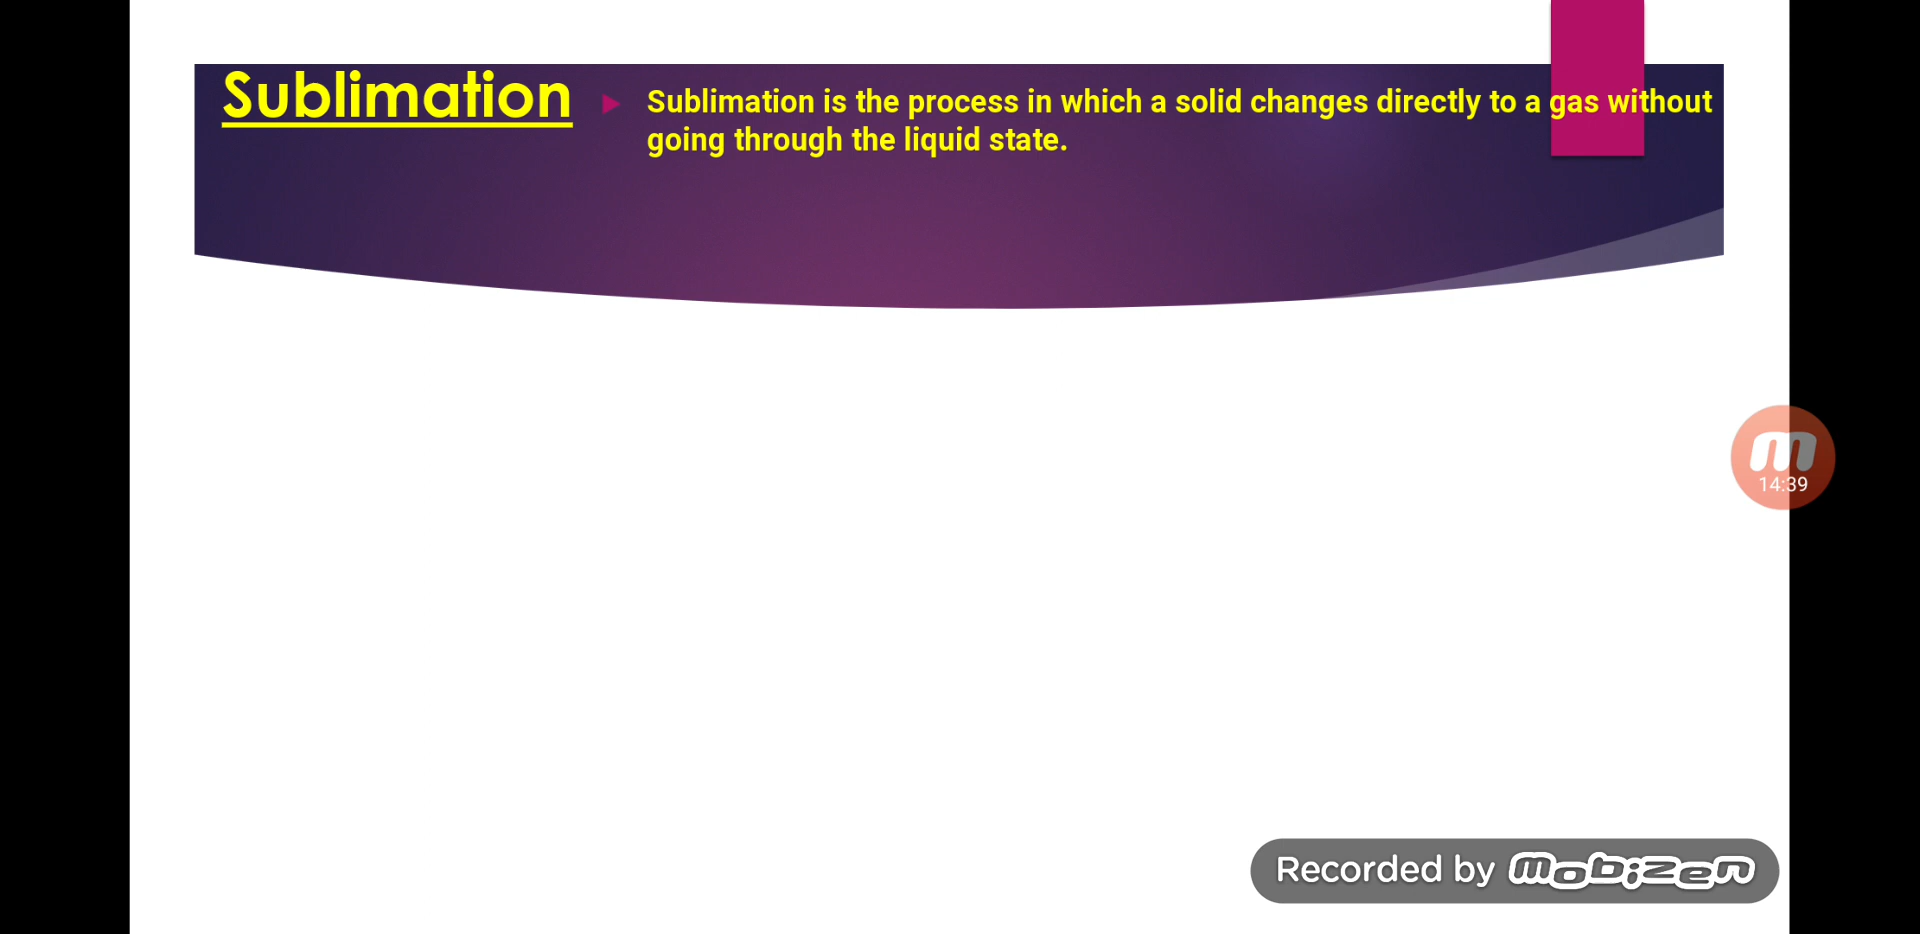 Sublimation
Sublimation is the process in which a solid changes directly to a gas without
going through the liquid state.
m
14:39
Recorded by mobizen